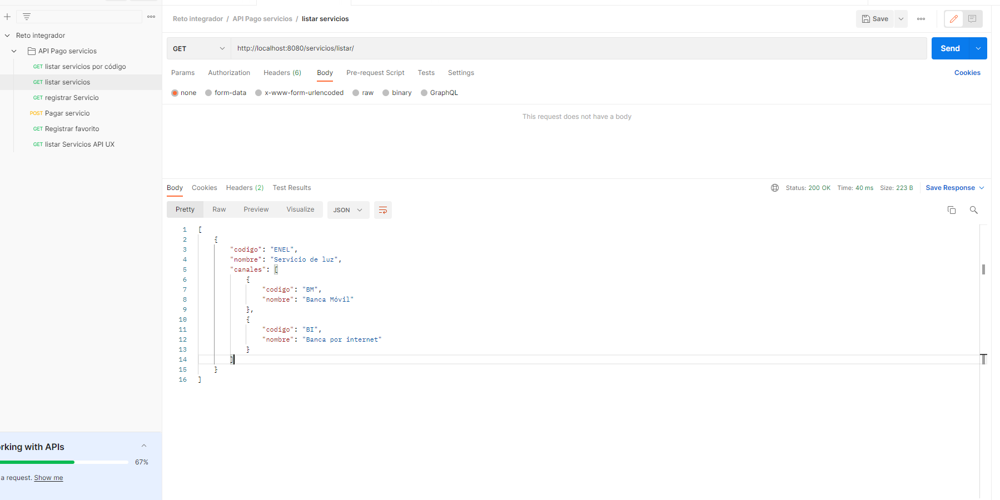 Reto integrador
API Pago servicios
GET listar servicios por código
GET listar servicios
GET registrar Servicio
POST Pagar servicio
GET Registrar favorito
GET listar Servicios API UX
rking with APIs
67%
a request. Show me
Reto integrador / API Pago servicios / listar servicios
Save
GET http://localhost:8080/servicios/listar/
Send
Params Authorization Headers (6) Body Pre-request Script Tests Settings
Cookies
none form-data x-www-form-urlencoded raw binary GraphQL
This request does not have a body
Body Cookies Headers (2) Test Results
Status: 200 OK Time: 40 ms Size: 223 B Save Response
Pretty Raw Preview Visualize JSON
1 [
2 {
3 "codigo": "ENEL",
4 "nombre": "Servicio de luz",
5 "canales": [
6 {
7 "codigo": "BM",
8 "nombre": "Banca Móvil"
9 },
10 {
11 "codigo": "BI",
12 "nombre": "Banca por internet"
13 }
14 ]
15 }
16 ]